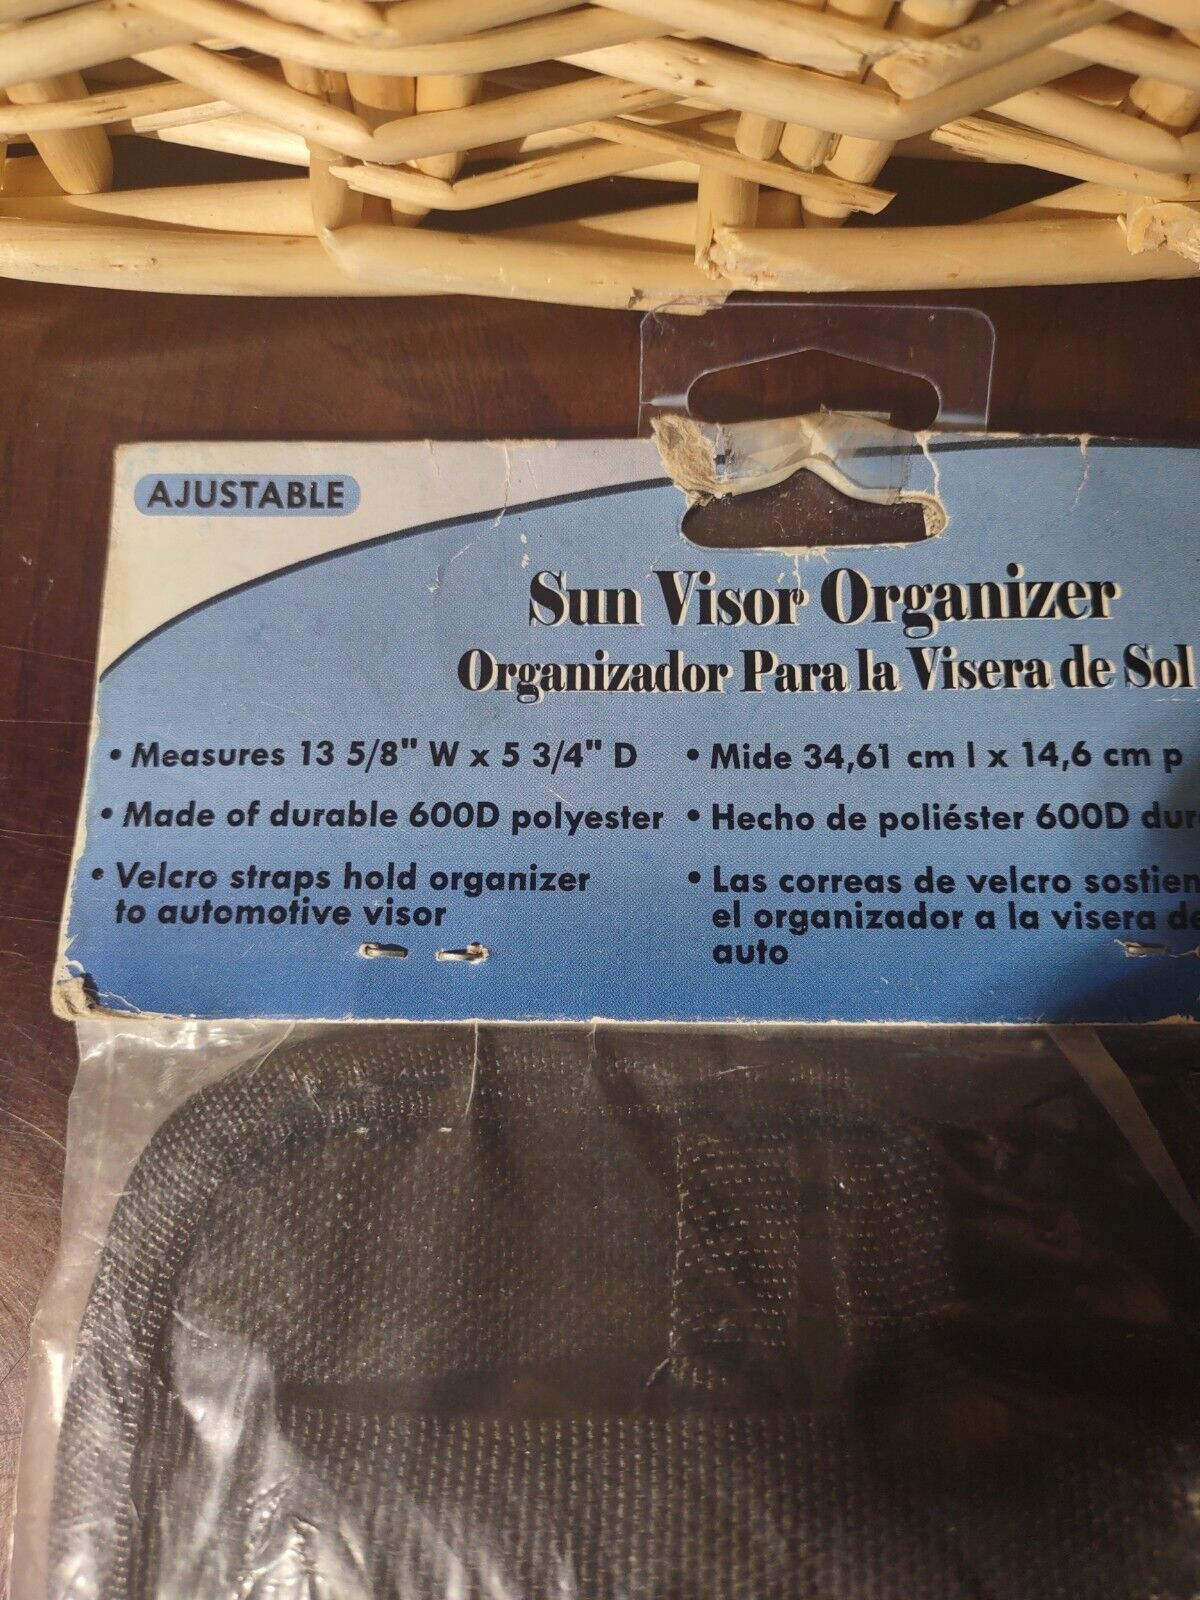 AJUSTABLE
Sun Visor Organizer
Organizador Para la Visera de Sol
• Measures 13 5/8" W x 5 3/4" D
• Made of durable 600D polyester
• Velcro straps hold organizer
to automotive visor
• Mide 34,61 cm l x 14,6 cm p
• Hecho de poliéster 600D
• Las correas de velcro
el organizador a la visera
auto